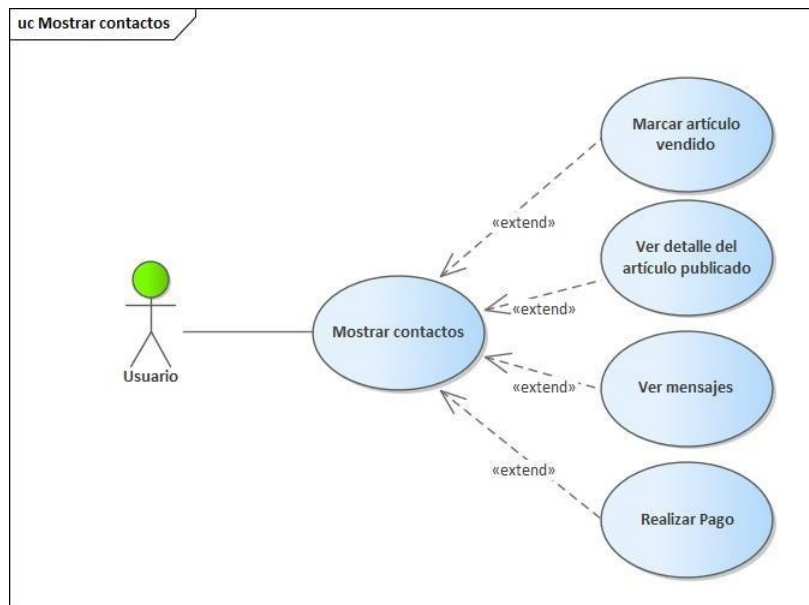 uc Mostrar contactos
Marcar artículo
vendido
«extend»
Ver detalle del
artículo publicado
«extend»
Mostrar contactos
Usuario
«extend»
Ver mensajes
«extend»
Realizar Pago